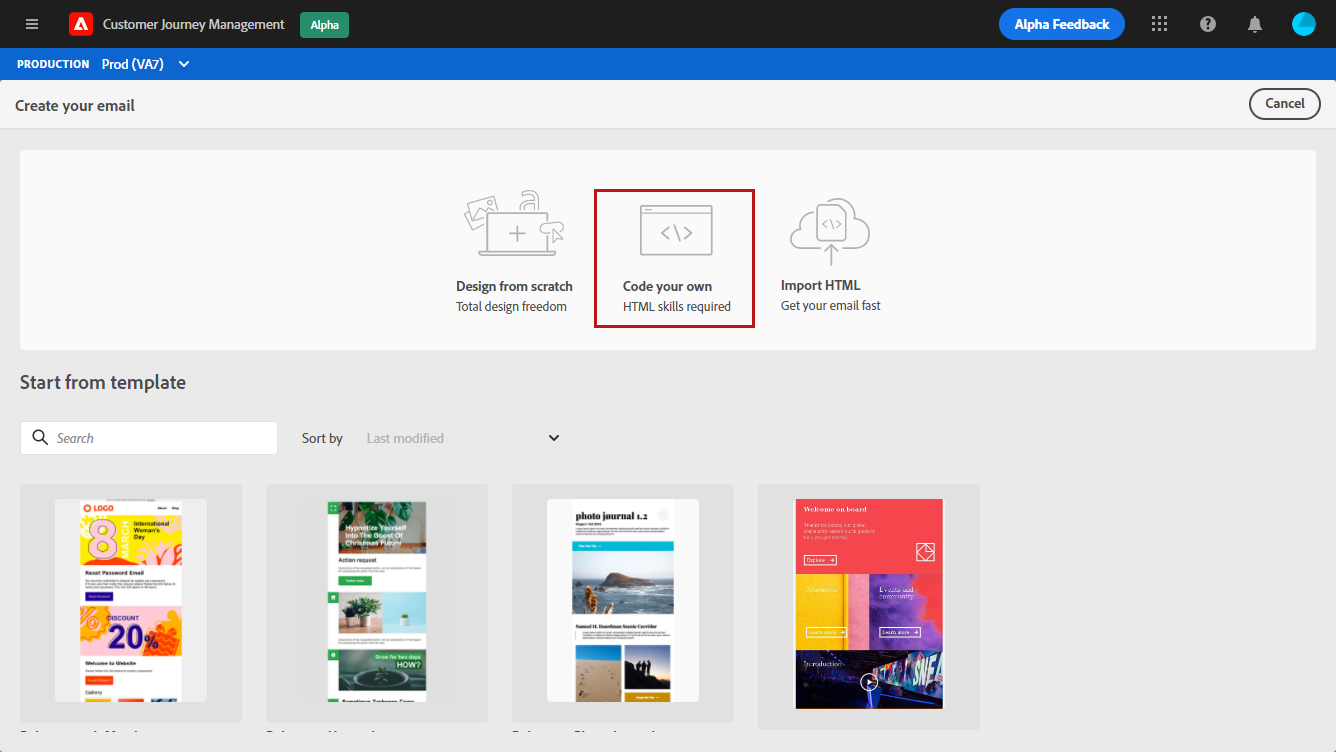 Customer Journey Management
Alpha
Alpha Feedback
PRODUCTION Prod (VA7)
Create your email
Cancel
Design from scratch
Total design freedom
Code your own
HTML skills required
Import HTML
Get your email fast
Start from template
Search
Sort by
Last modified
LOGO
8 MARCH
International
Woman's
Day
Reset Password Email
DISCOUNT
20%
Welcome to Website
Gallery
Hypnotize Yourself
Into The Ghost Of
Christmas Future
Action request
Grow for two days
HOW?
photo journal 1.2
Samuel H. Boardman Scenic Corridor
Welcome on board
Explore
Events and
community
Learn more
Learn more
Introduction